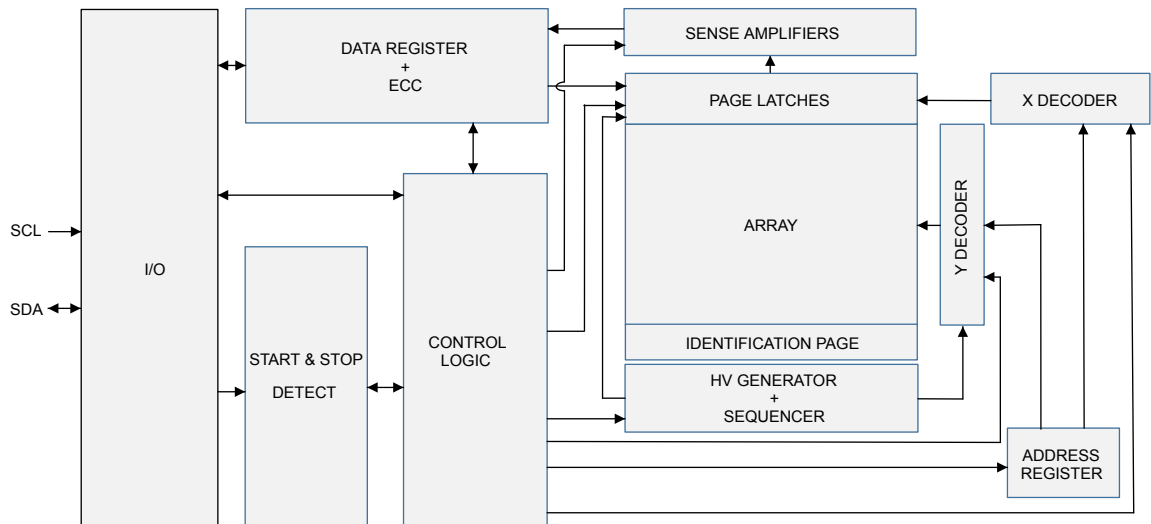 DATA REGISTER
+
ECC
SENSE AMPLIFIERS
PAGE LATCHES
X DECODER
ARRAY
Y DECODER
SCL
I/O
SDA
START & STOP
DETECT
CONTROL
LOGIC
IDENTIFICATION PAGE
HV GENERATOR
+
SEQUENCER
ADDRESS
REGISTER